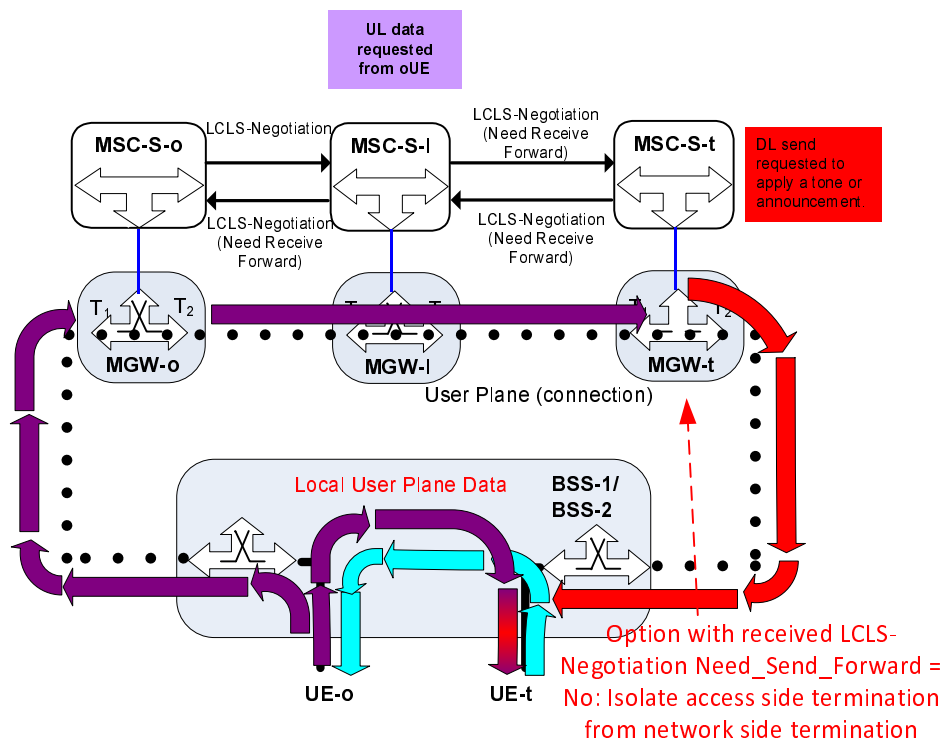 UL data
requested
from oUE
LCLS-Negotiation
LCLS-Negotiation
(Need Receive
Forward)
MSC-S-o
MSC-S-I
MSC-S-t
DL send
requested to
apply a tone or
announcement
LCLS-Negotiation
(Need Receive
Forward)
LCLS-Negotiation
(Need Receive
Forward)
T1
T2
T
T
T
T2
MGW-o
MGW-I
MGW-t
User Plane (connection)
Local User Plane Data
BSS-1/
BSS-2
UE-o
UE-t
Option with received LCLS-
Negotiation Need_Send_Forward =
No: Isolate access side termination
from network side termination